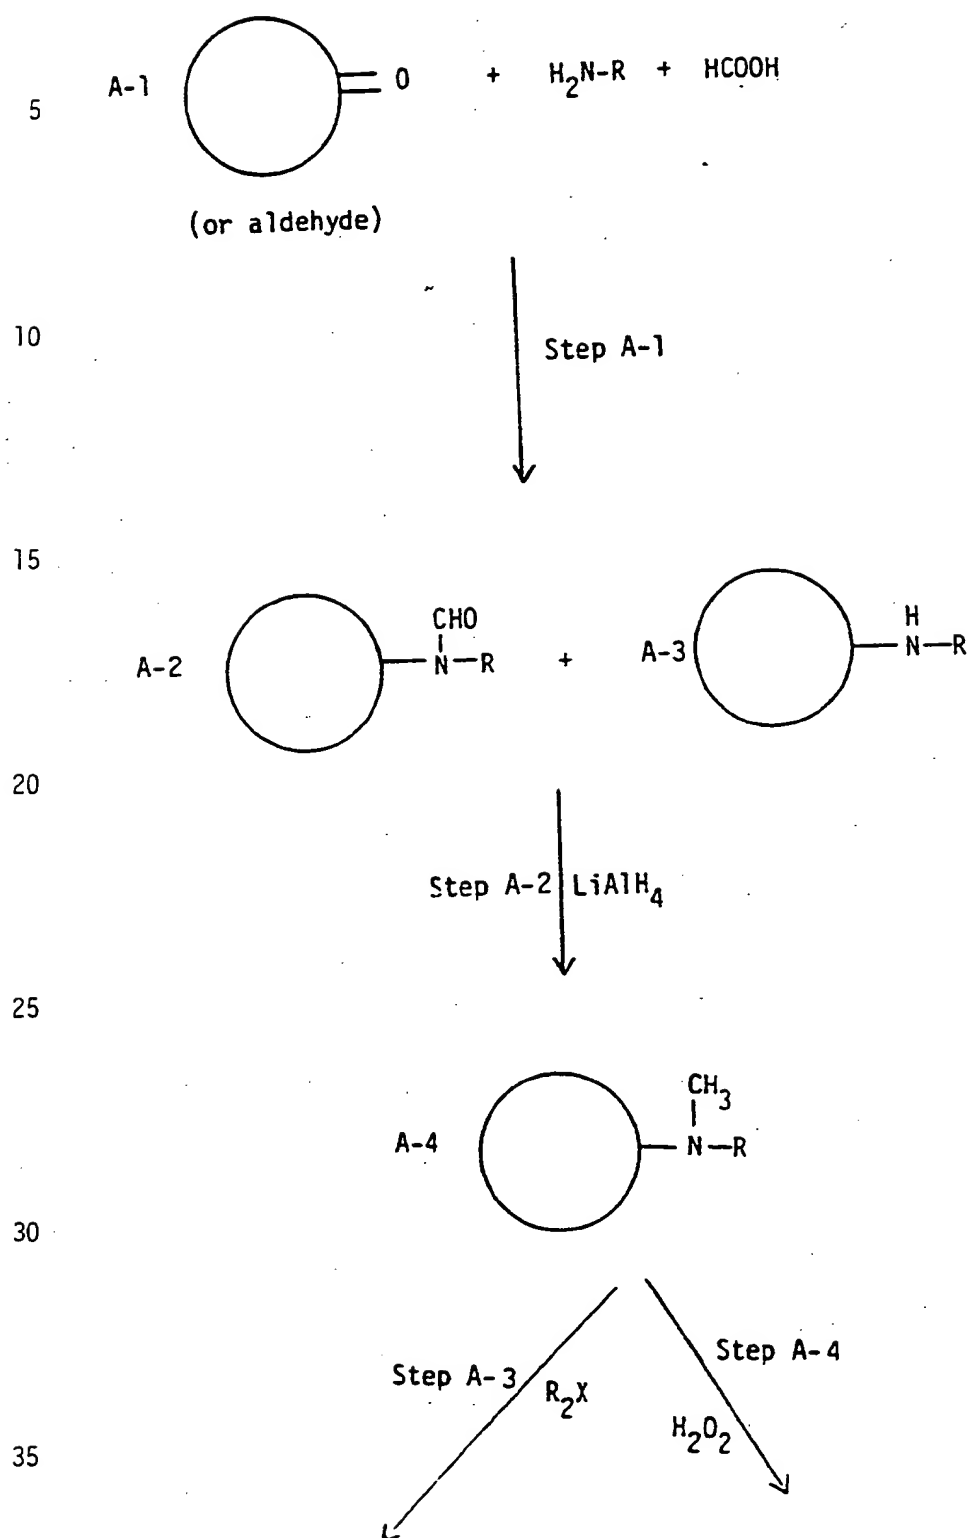 A-1 O + H2N-R + HCOOH
5
(or aldehyde)
10
Step A-1
15
CHO
H
A-2 N-R + A-3 N-R
20
Step A-2 LiAlH4
25
CH3
A-4 N-R
30
Step A-4
Step A-3 R2X
H2O2
35